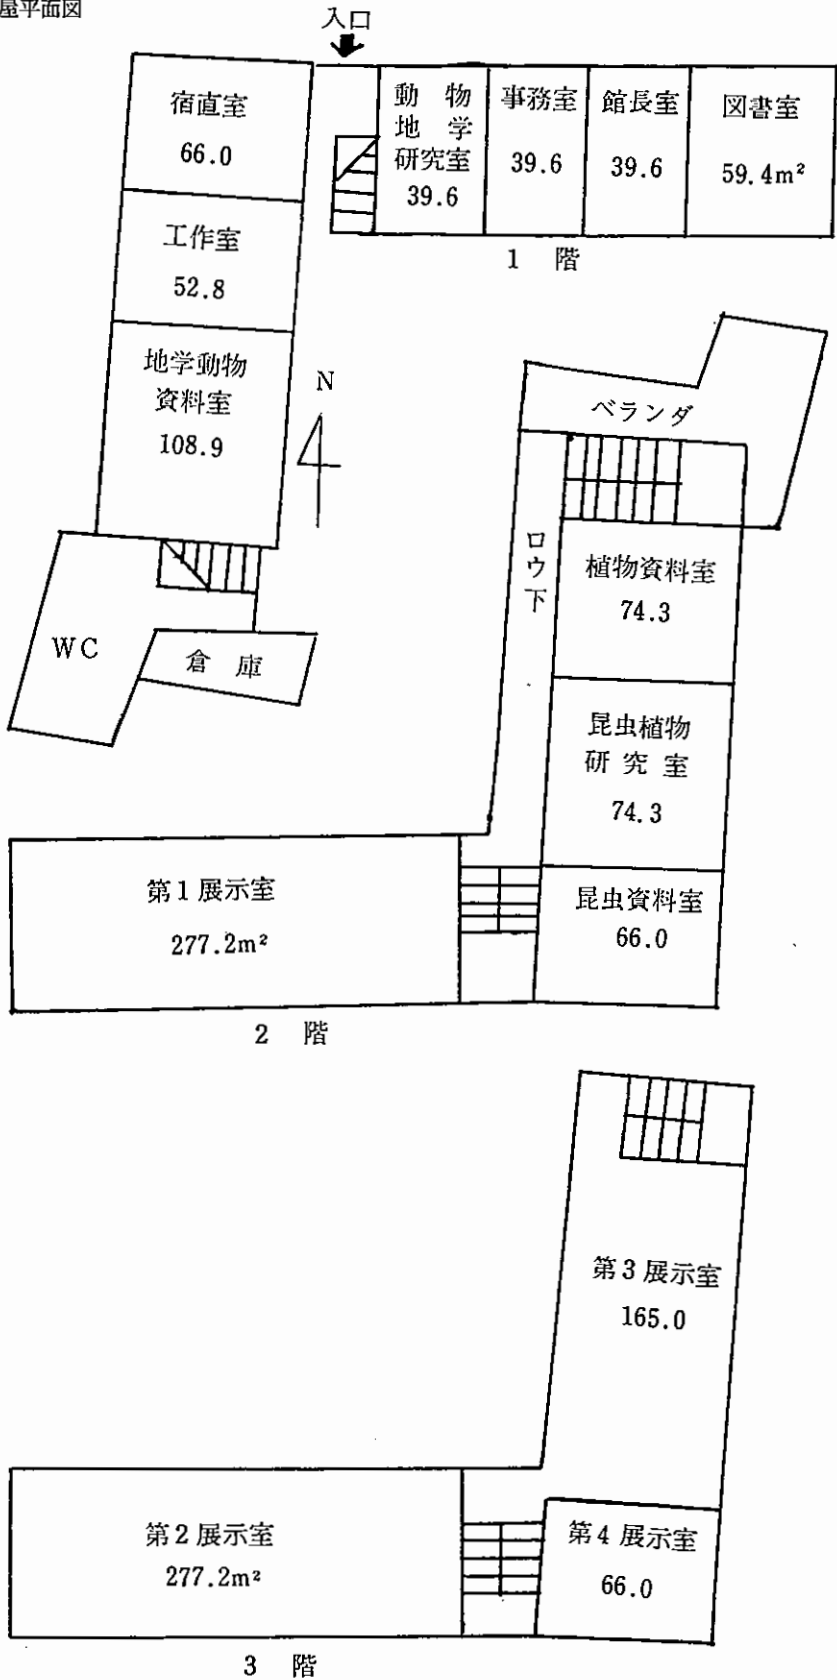 屋平面図
入口
宿直室
66.0
動物
地学
研究室
39.6
事務室
39.6
館長室
39.6
図書室
59.4m²
工作室
52.8
1 階
地学動物
資料室
108.9
N
ベランダ
ロウ下
植物資料室
74.3
WC
倉庫
昆虫植物
研究室
74.3
第1展示室
277.2m²
昆虫資料室
66.0
2 階
第3展示室
165.0
第2展示室
277.2m²
第4展示室
66.0
3 階